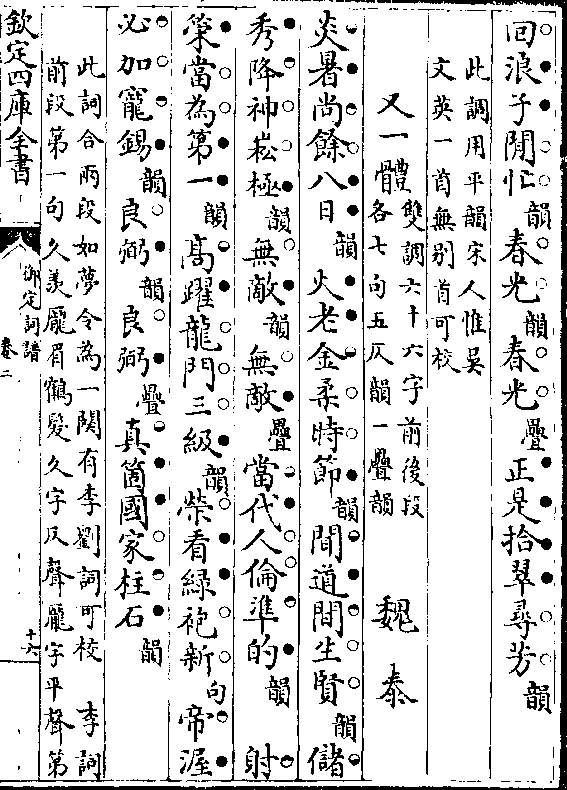 回浪子閒忙韻春光韻春光疊正是拾翠尋芳韻
此調用平韻宋人惟吳
文英一首無别首可校
又一體
雙調六十六字前後段
各七句五仄韻一疊韻
魏泰
炎暑尚餘八日韻火老金柔時節韻間道間生賢韻儲
秀降神崧極韻無敵韻無敵疊當代人倫準的韻射
策當為第一韻高躍龍門三級韻榮看綠袍新句帝渥
必加寵錫韻良弼韻良弼疊真箇國家柱石韻
此詞合兩段如夢令為一闋有李劉詞可校 李詞
前段第一句久羨龎眉鶴髮久字仄聲龎字平聲第
欽定四庫全書
御定詞譜
卷二
十六